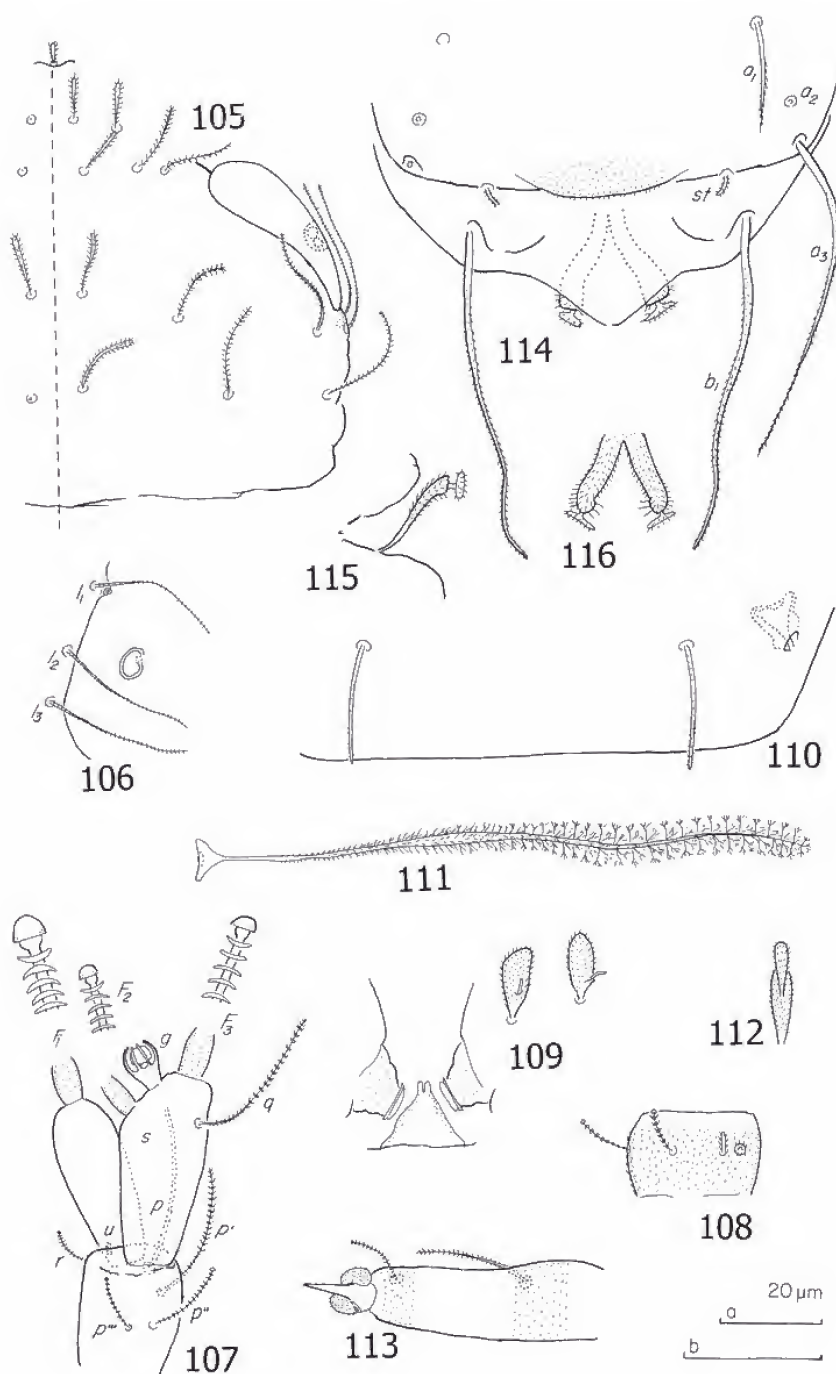 105
a₁
a₂
st
a₃
114
b₁
115
116
l₁
l₂
l₃
106
110
111
F₁
F₂
F₃
g
q
s
p
u
r
p'
p''
p'''
107
109
112
108
113
20 µm
a
b